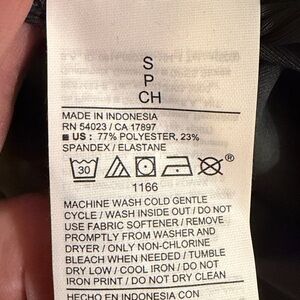 S
P
CH
MADE IN INDONESIA
RN 54023 / CA 17897
US : 77% POLYESTER, 23%
SPANDEX / ELASTANE
30
®
1166
MACHINE WASH COLD GENTLE
CYCLE / WASH INSIDE OUT / DO NOT
USE FABRIC SOFTENER / REMOVE
PROMPTLY FROM WASHER AND
DRYER / ONLY NON-CHLORINE
BLEACH WHEN NEEDED / TUMBLE
DRY LOW / COOL IRON / DO NOT
IRON PRINT / DO NOT DRY CLEAN
HECHO EN INDONESIA CON